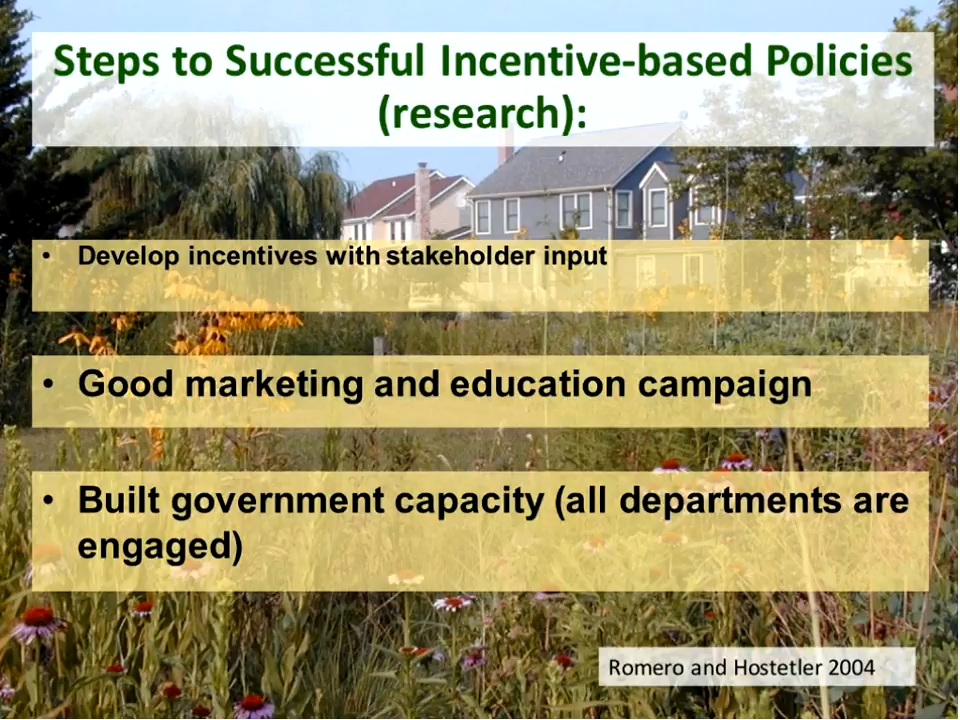 Steps to Successful Incentive-based Policies
(research):
• Develop incentives with stakeholder input
• Good marketing and education campaign
• Built government capacity (all departments are
engaged)
Romero and Hostetler 2004